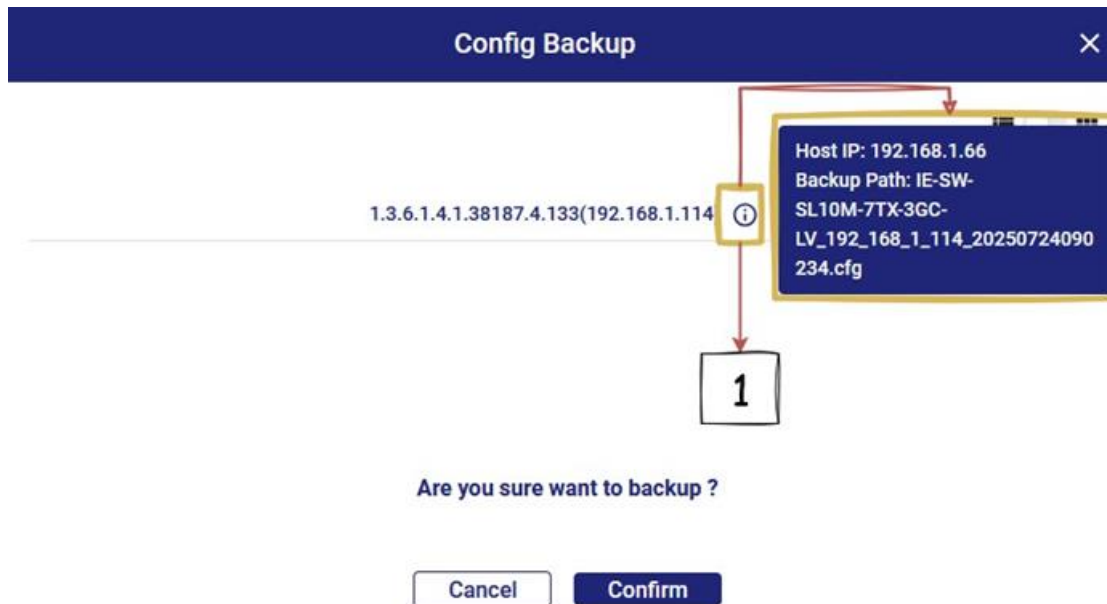 Config Backup
Host IP: 192.168.1.66
Backup Path: IE-SW-
SL10M-7TX-3GC-
LV_192_168_1_114_20250724090
234.cfg
1.3.6.1.4.1.38187.4.133(192.168.1.114
1
Are you sure want to backup ?
Cancel
Confirm